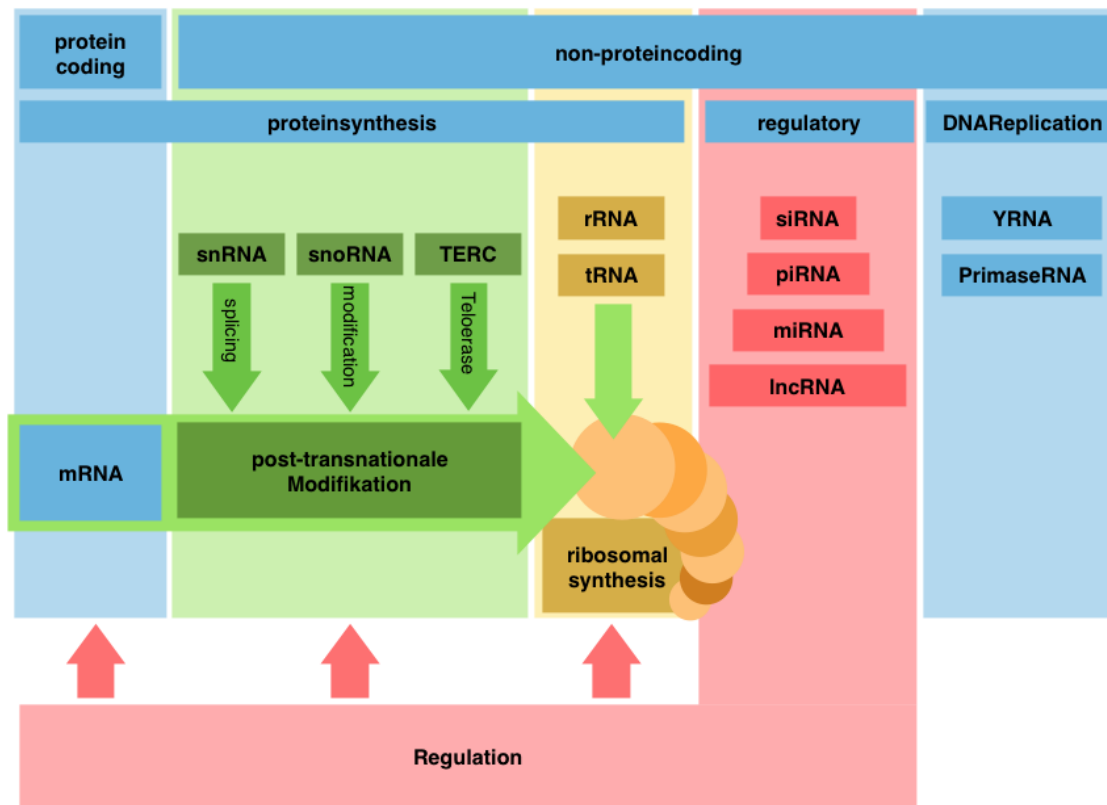 protein
coding
non-proteincoding
proteinsynthesis
regulatory
DNAReplication
rRNA
siRNA
YRNA
snRNA
snoRNA
TERC
tRNA
piRNA
PrimaseRNA
splicing
modification
Teloerase
miRNA
lncRNA
mRNA
post-transnationale
Modifikation
ribosomal
synthesis
Regulation